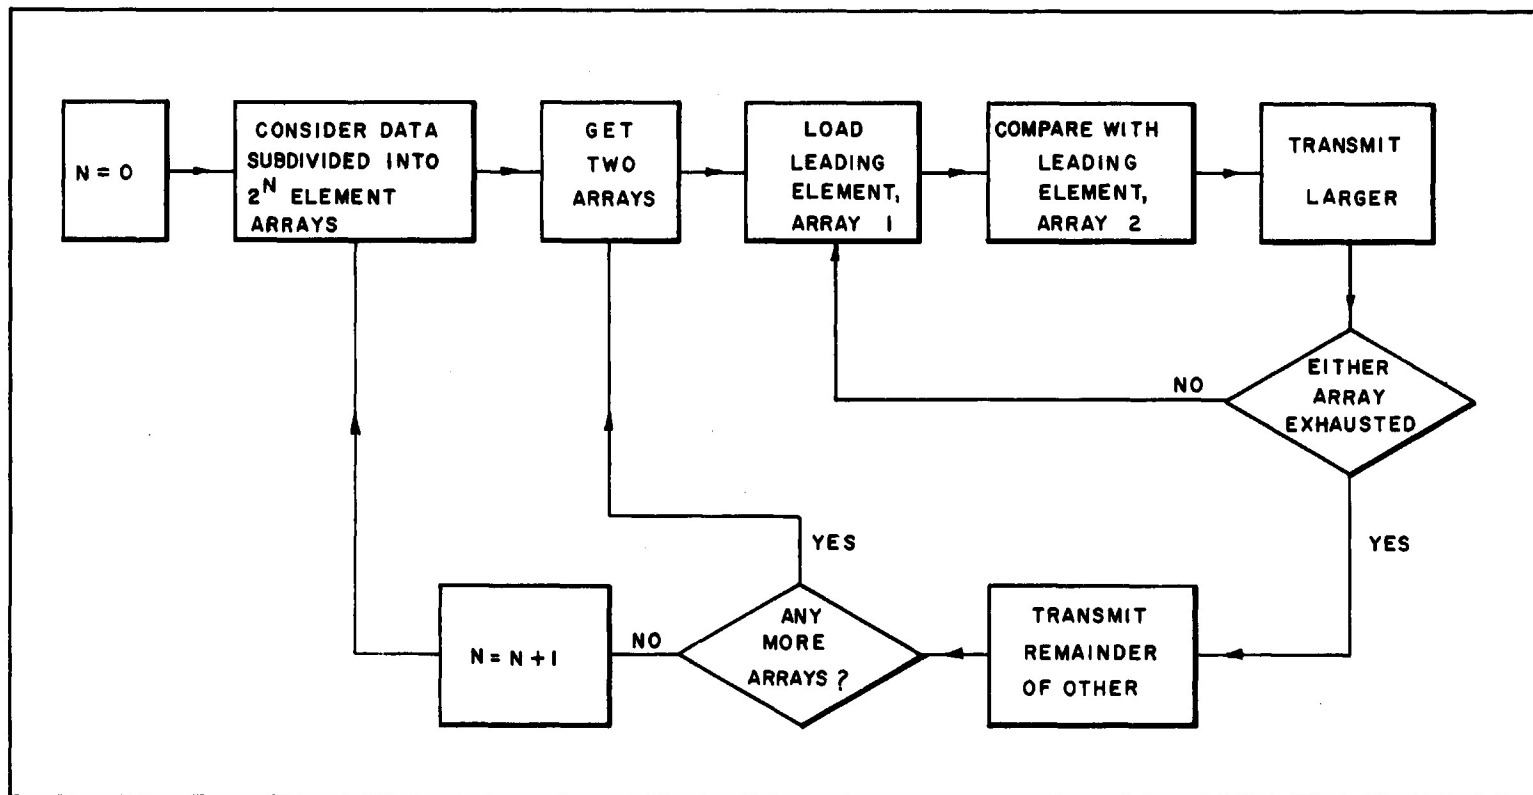 N = 0
CONSIDER DATA
SUBDIVIDED INTO
2^N ELEMENT
ARRAYS
GET
TWO
ARRAYS
LOAD
LEADING
ELEMENT,
ARRAY 1
COMPARE WITH
LEADING
ELEMENT,
ARRAY 2
TRANSMIT
LARGER
EITHER
ARRAY
EXHAUSTED
NO
YES
TRANSMIT
REMAINDER
OF OTHER
ANY
MORE
ARRAYS?
YES
NO
N = N + 1